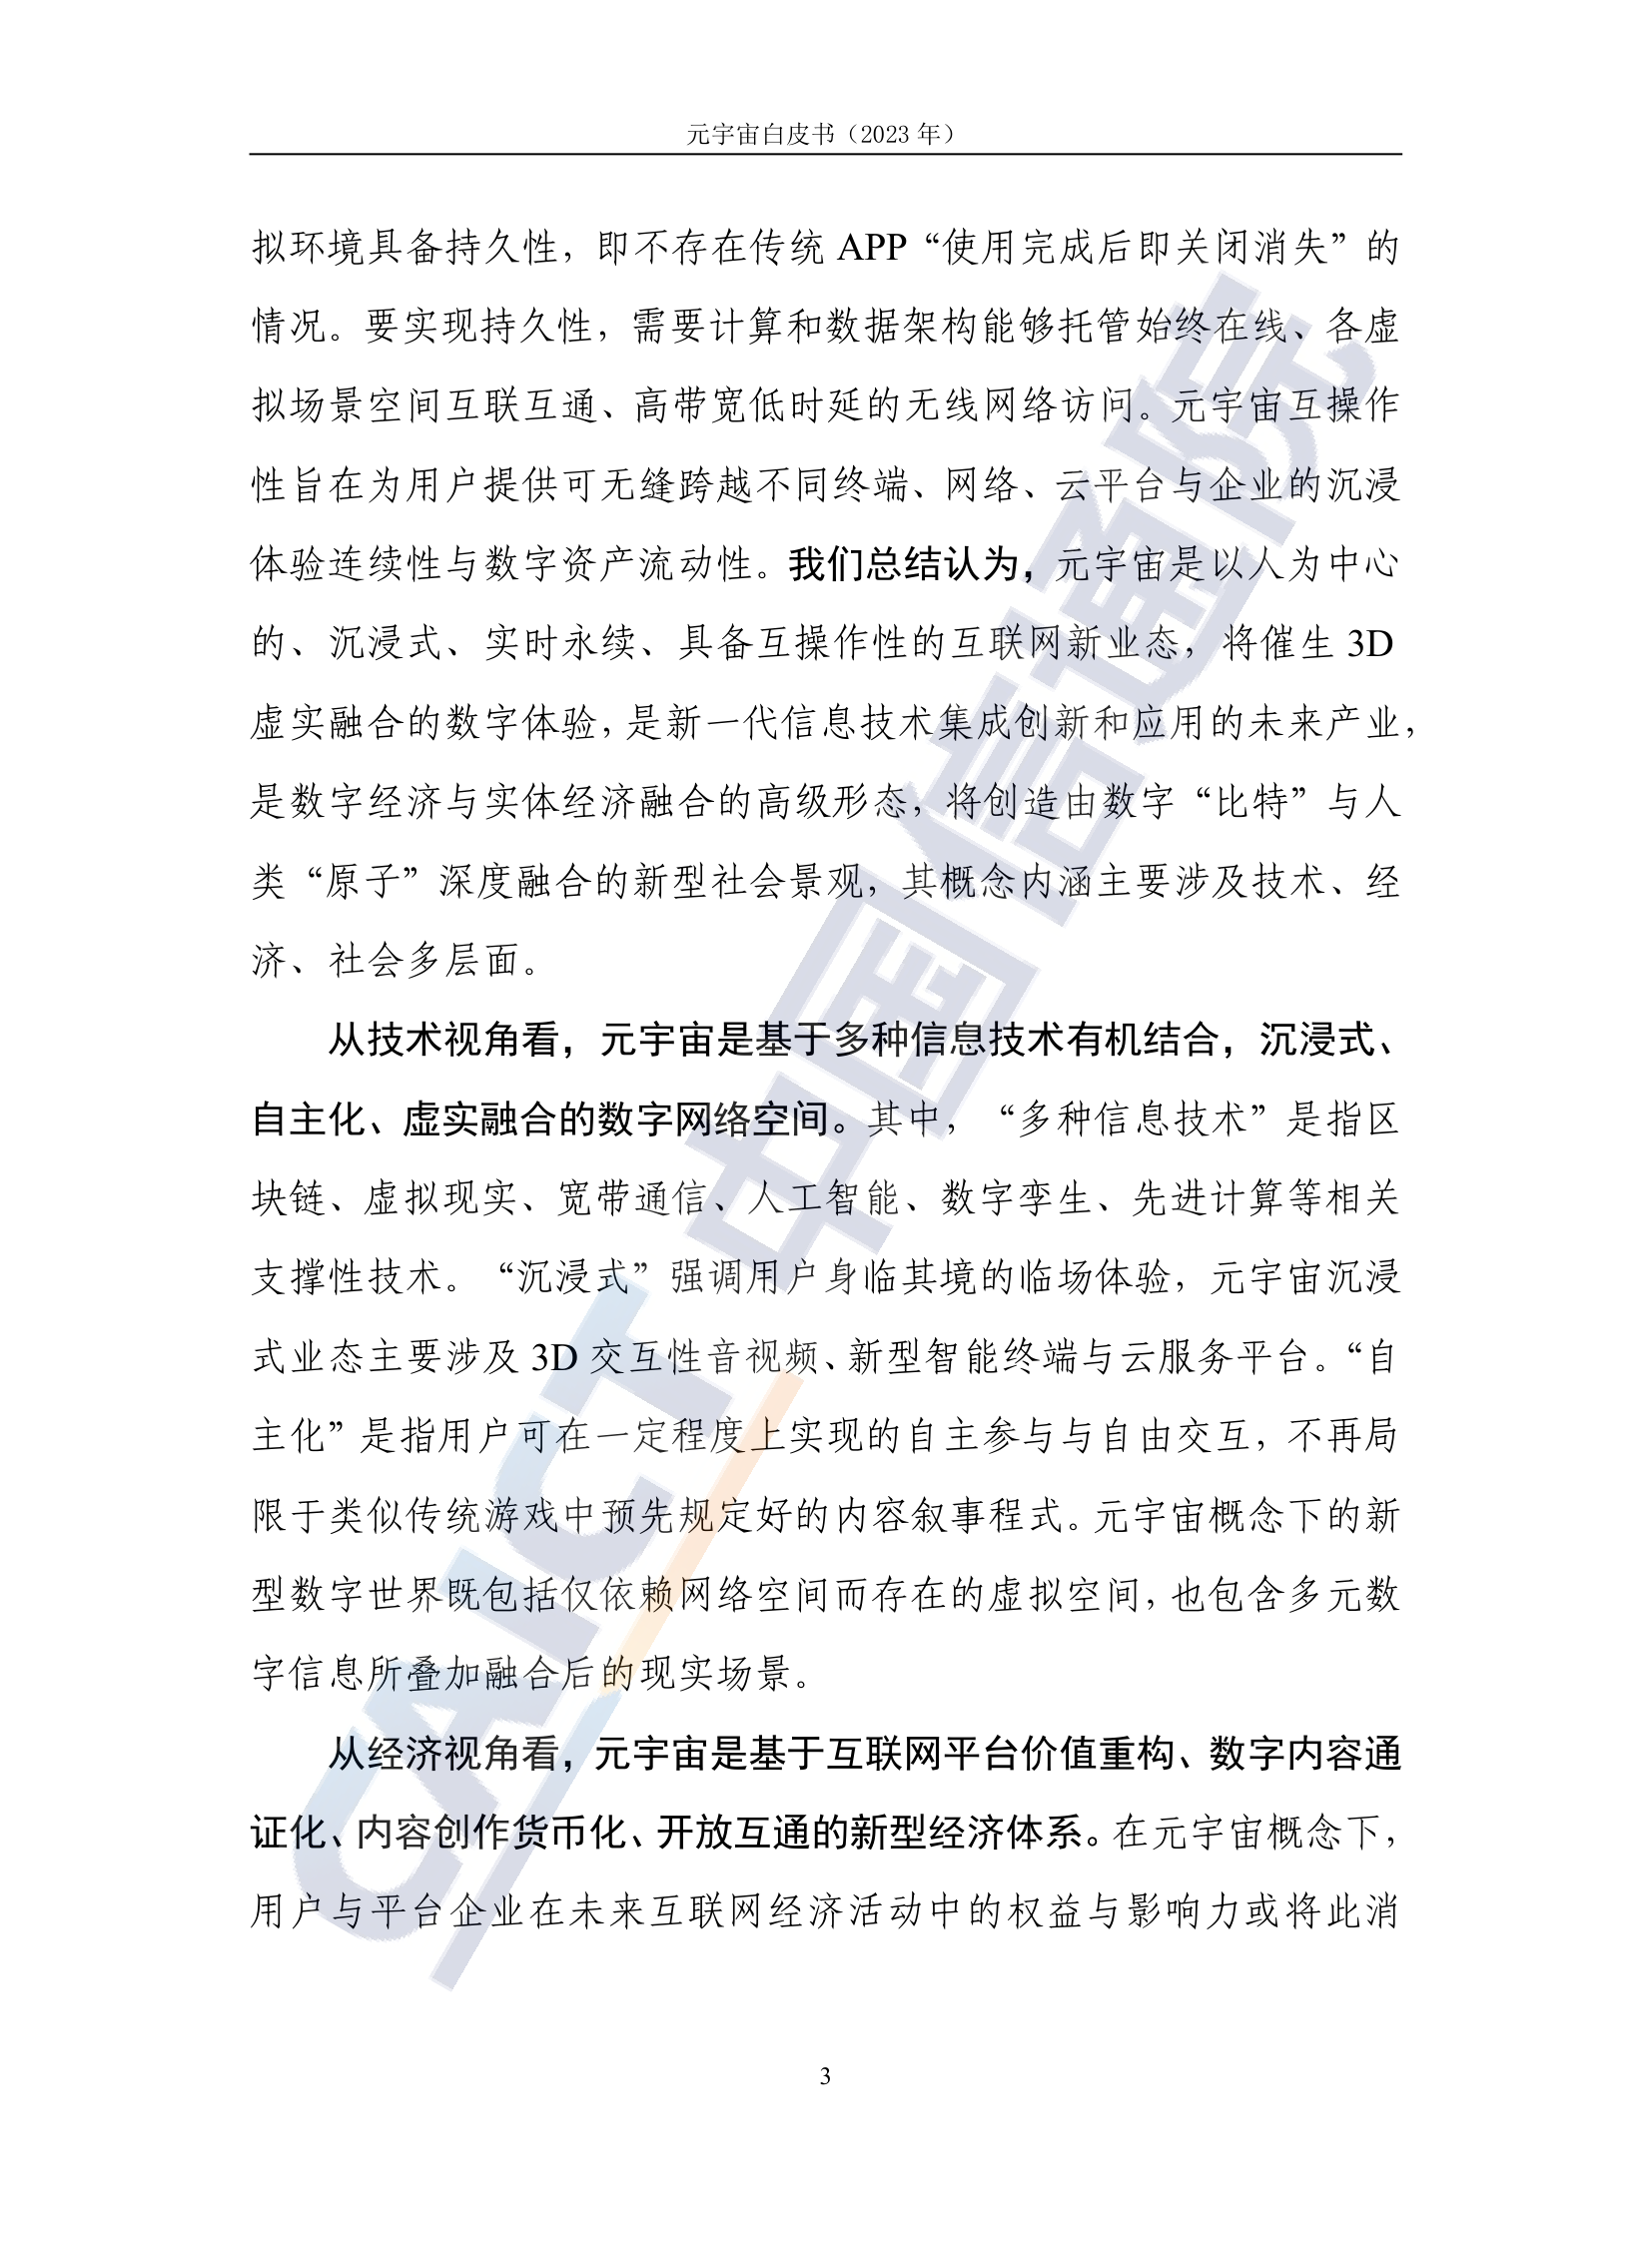 元宇宙白皮书（2023 年）
拟环境具备持久性，即不存在传统 APP“使用完成后即关闭消失”的
情况。要实现持久性，需要计算和数据架构能够托管始终在线、各虚
拟场景空间互联互通、高带宽低时延的无线网络访问。元宇宙互操作
性旨在为用户提供可无缝跨越不同终端、网络、云平台与企业的沉浸
体验连续性与数字资产流动性。我们总结认为，元宇宙是以人为中心
的、沉浸式、实时永续、具备互操作性的互联网新业态，将催生 3D
虚实融合的数字体验，是新一代信息技术集成创新和应用的未来产业，
是数字经济与实体经济融合的高级形态，将创造由数字“比特”与人
类“原子”深度融合的新型社会景观，其概念内涵主要涉及技术、经
济、社会多层面。
从技术视角看，元宇宙是基于多种信息技术有机结合，沉浸式、
自主化、虚实融合的数字网络空间。其中，“多种信息技术”是指区
块链、虚拟现实、宽带通信、人工智能、数字孪生、先进计算等相关
支撑性技术。“沉浸式”强调用户身临其境的临场体验，元宇宙沉浸
式业态主要涉及 3D 交互性音视频、新型智能终端与云服务平台。“自
主化”是指用户可在一定程度上实现的自主参与与自由交互，不再局
限于类似传统游戏中预先规定好的内容叙事程式。元宇宙概念下的新
型数字世界既包括仅依赖网络空间而存在的虚拟空间，也包含多元数
字信息所叠加融合后的现实场景。
从经济视角看，元宇宙是基于互联网平台价值重构、数字内容通
证化、内容创作货币化、开放互通的新型经济体系。在元宇宙概念下，
用户与平台企业在未来互联网经济活动中的权益与影响力或将此消
3
CAICT 中国信通院